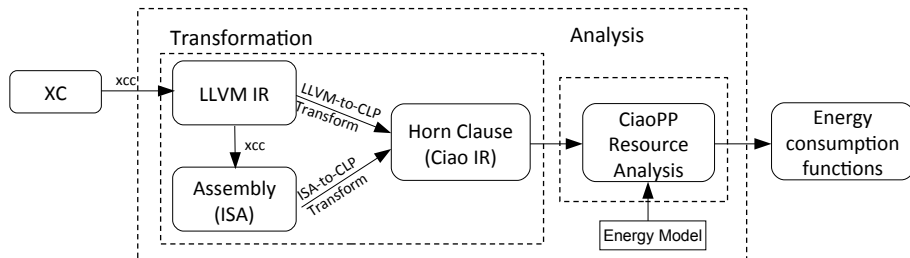 Transformation
Analysis
XC
xcc
LLVM IR
LLVM-to-CLP
Transform
xcc
Assembly
(ISA)
ISA-to-CLP
Transform
Horn Clause
(Ciao IR)
CiaoPP
Resource
Analysis
Energy Model
Energy
consumption
functions